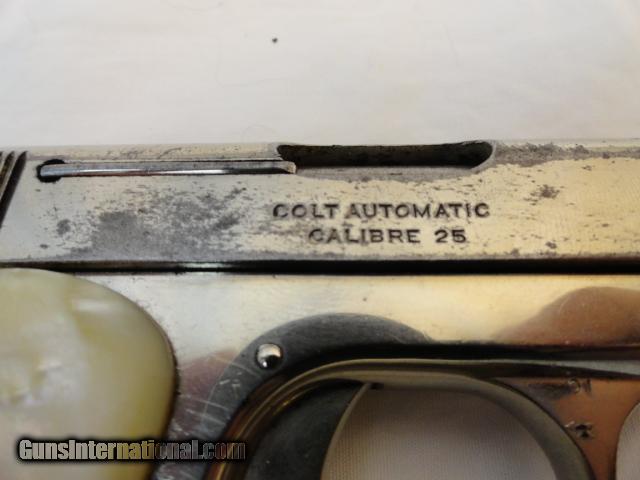 COLT AUTOMATIC
CALIBRE 25
GunsInternational.com